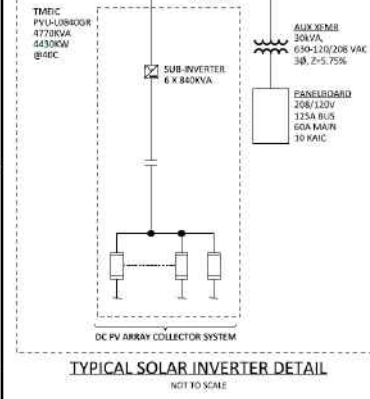 TMEIC
PVU-L0840GR
4770KVA
4430KW
@40C
SUB-INVERTER
6 X 840KVA
AUX XFMR
30kVA,
630-120/208 VAC
3Ø, Z=5.75%
PANELBOARD
208/120V
125A BUS
60A MAIN
10 KAIC
DC PV ARRAY COLLECTOR SYSTEM
TYPICAL SOLAR INVERTER DETAIL
NOT TO SCALE